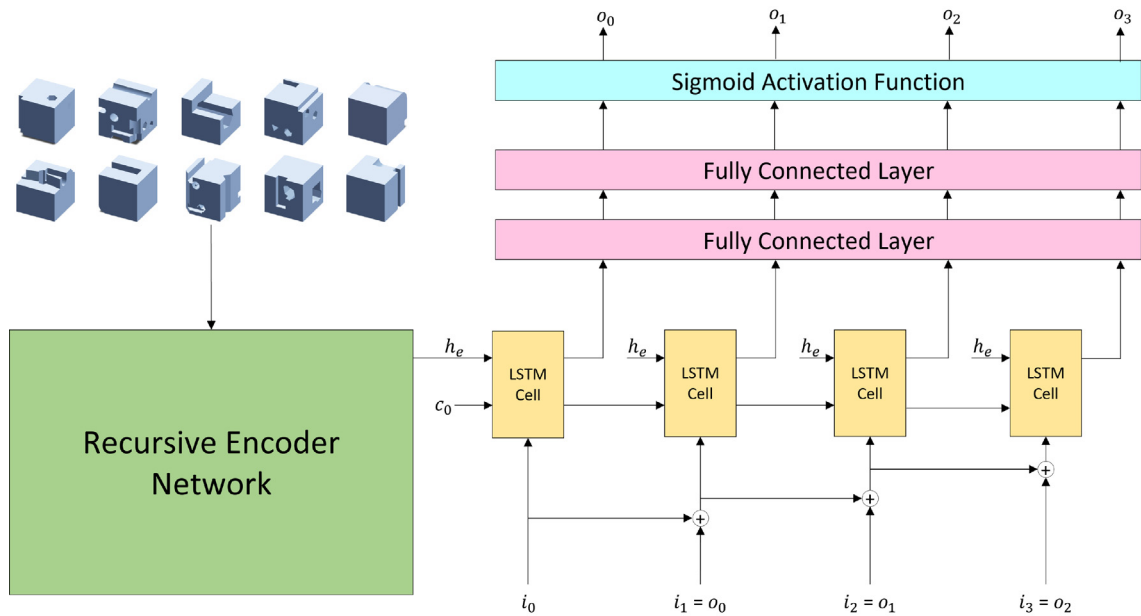 o₀ o₁ o₂ o₃
Sigmoid Activation Function
Fully Connected Layer
Fully Connected Layer
hₑ hₑ hₑ hₑ
LSTM
Cell
LSTM
Cell
LSTM
Cell
LSTM
Cell
c₀
Recursive Encoder
Network
+
+
+
i₀ i₁ = o₀ i₂ = o₁ i₃ = o₂